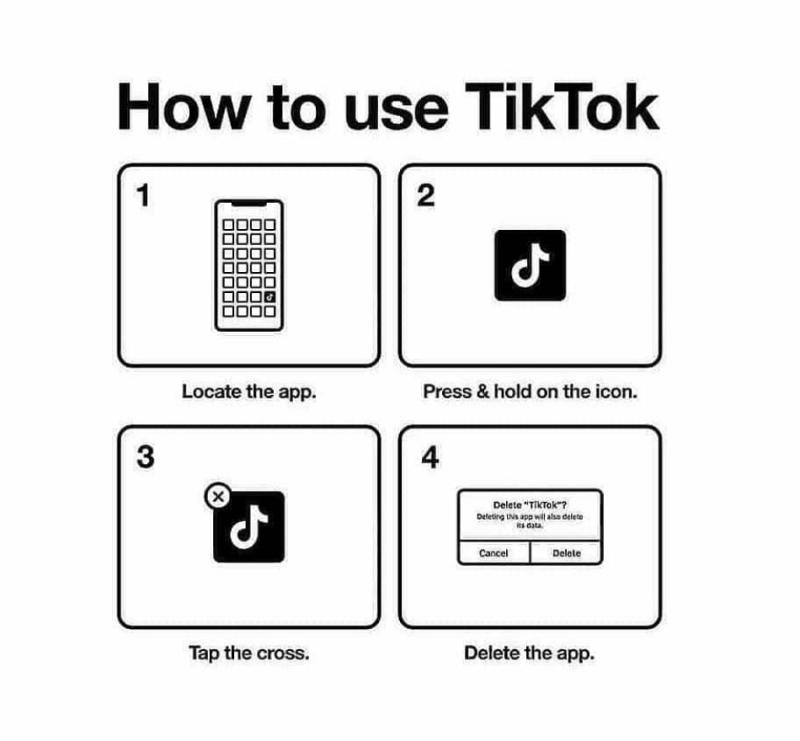 How to use TikTok
1
Locate the app.
2
Press & hold on the icon.
3
Tap the cross.
4
Delete "TikTok"?
Deleting this app will also delete
its data.
Cancel
Delete
Delete the app.